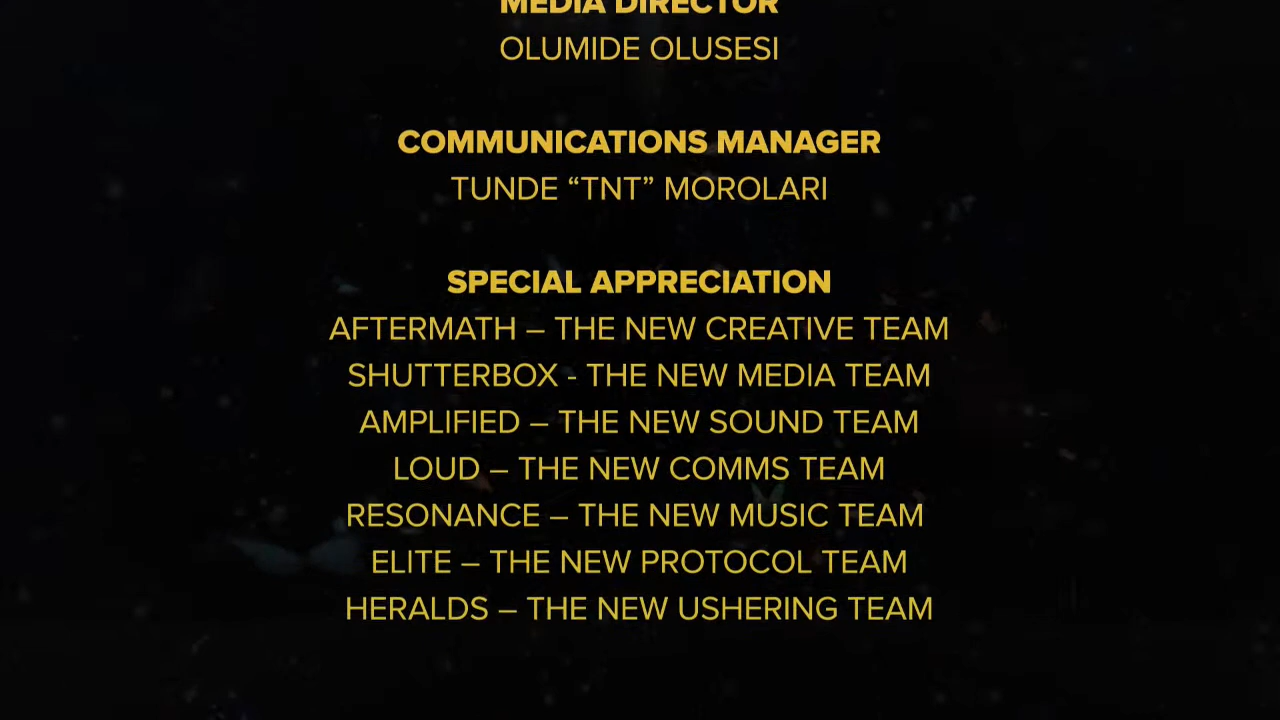 MEDIA DIRECTOR
OLUMIDE OLUSESI
COMMUNICATIONS MANAGER
TUNDE “TNT” MOROLARI
SPECIAL APPRECIATION
AFTERMATH – THE NEW CREATIVE TEAM
SHUTTERBOX - THE NEW MEDIA TEAM
AMPLIFIED – THE NEW SOUND TEAM
LOUD – THE NEW COMMS TEAM
RESONANCE – THE NEW MUSIC TEAM
ELITE – THE NEW PROTOCOL TEAM
HERALDS – THE NEW USHERING TEAM